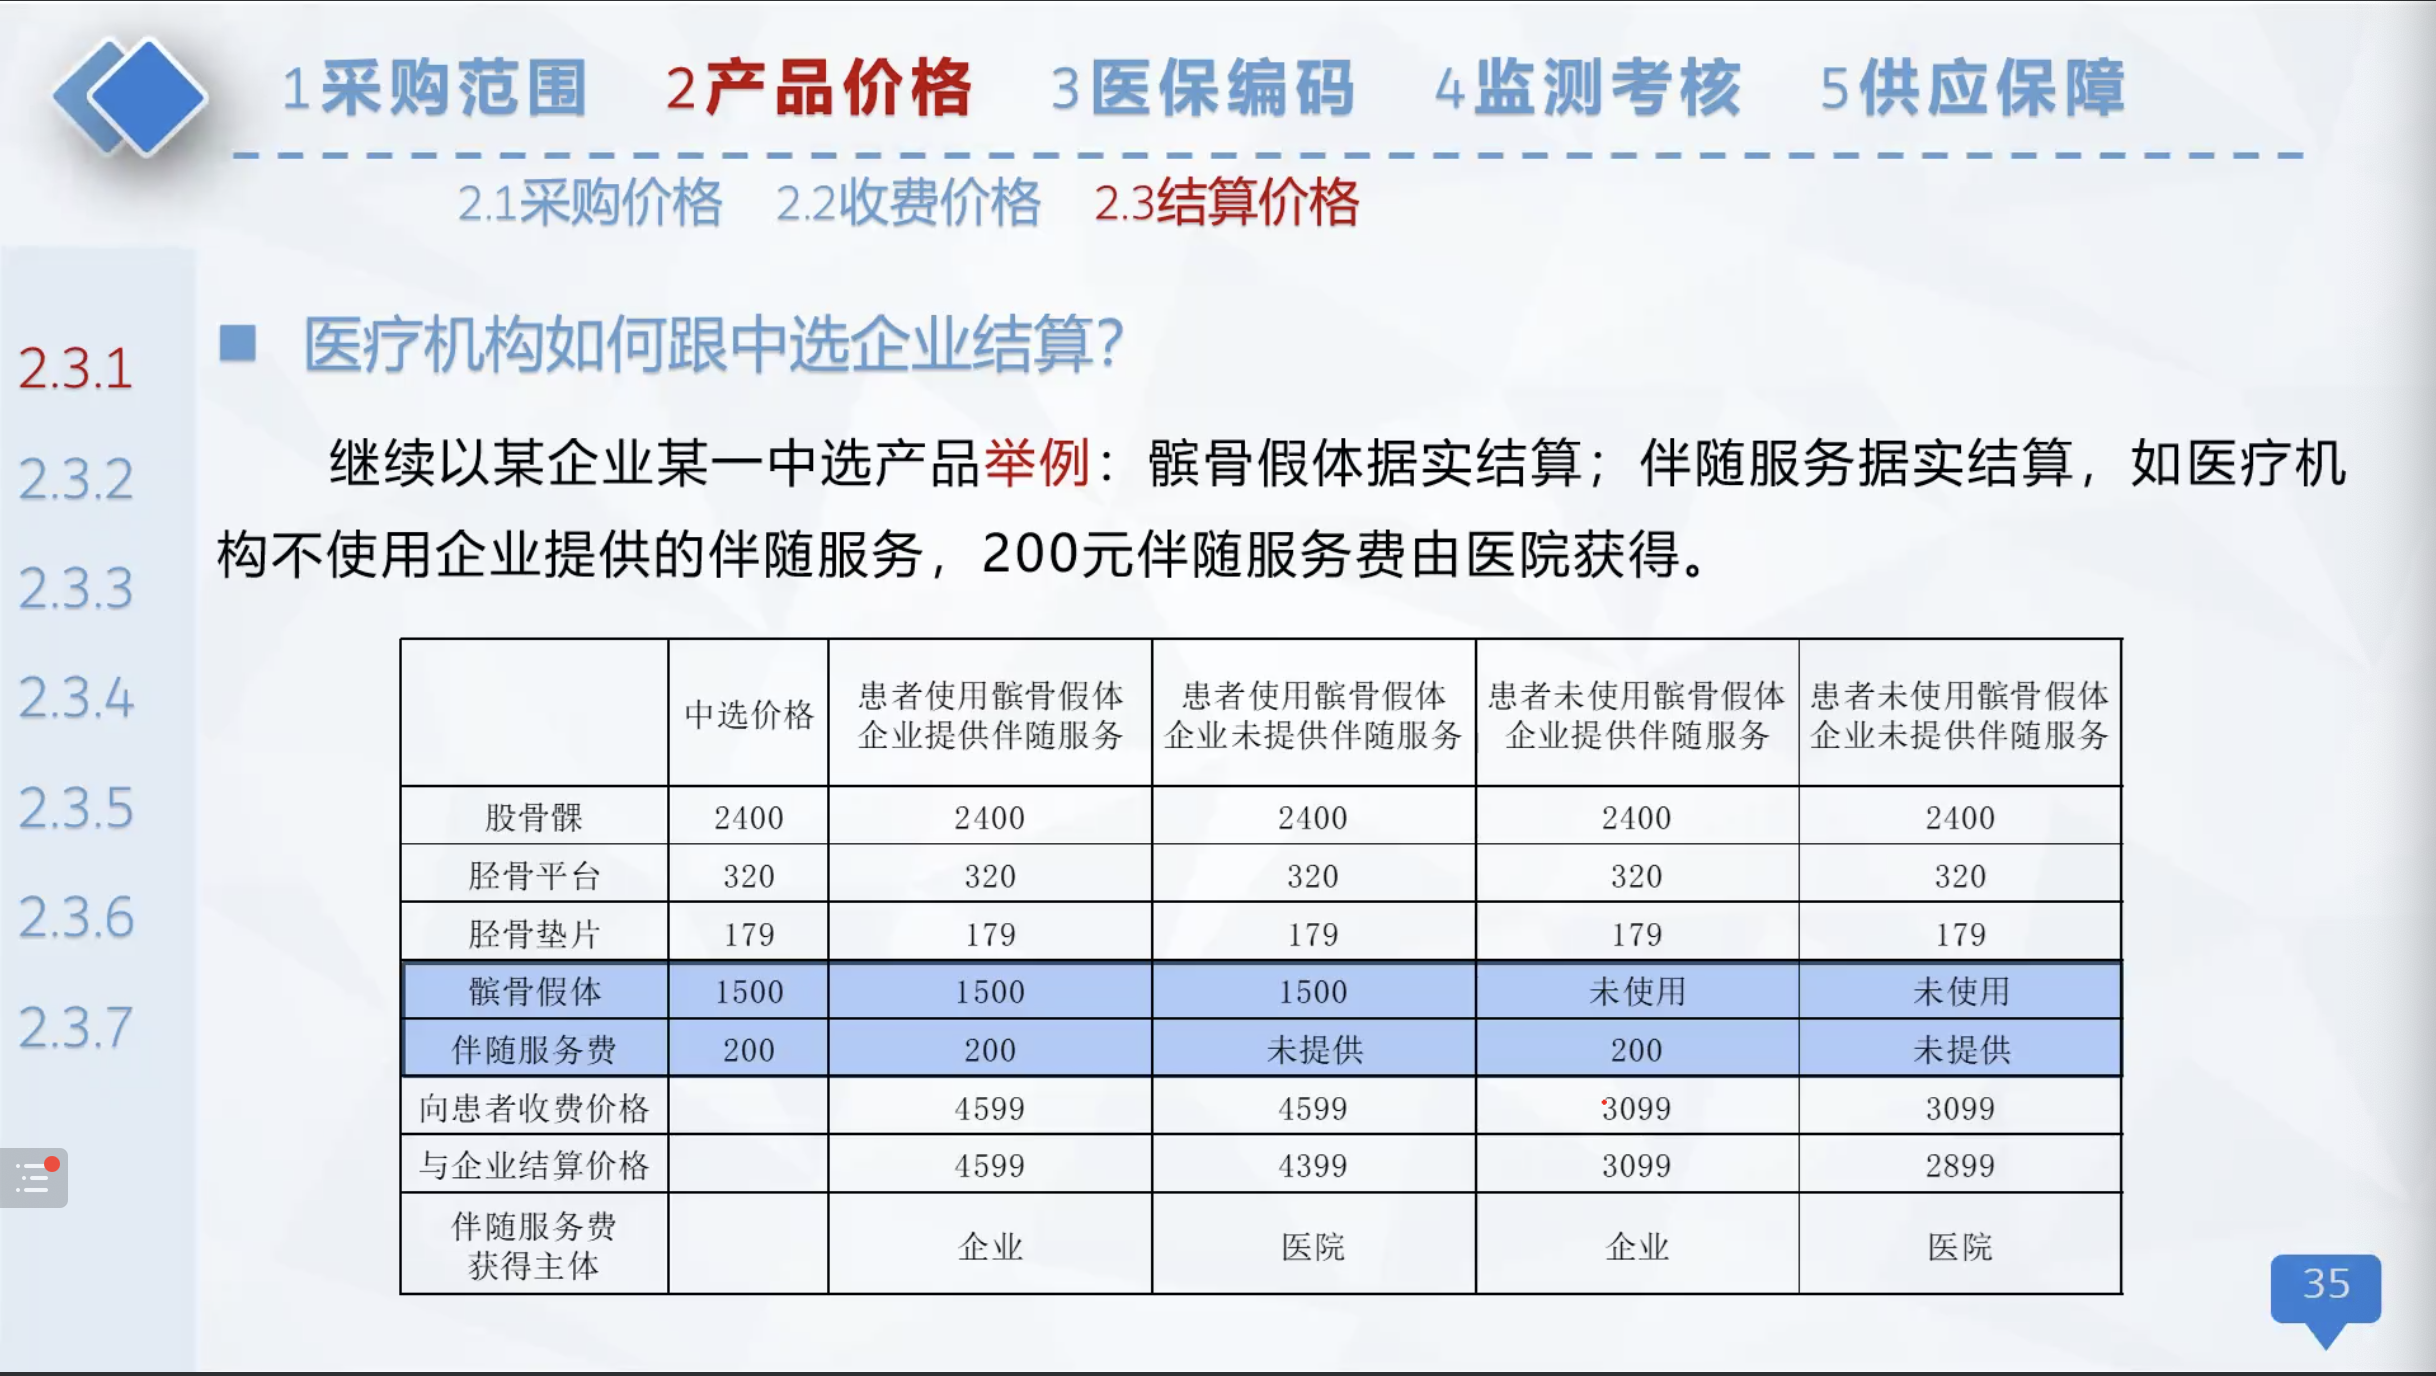 1采购范围 2产品价格 3医保编码 4监测考核 5供应保障
2.1采购价格 2.2收费价格 2.3结算价格
2.3.1
2.3.2
2.3.3
2.3.4
2.3.5
2.3.6
2.3.7
医疗机构如何跟中选企业结算?
继续以某企业某一中选产品举例：髌骨假体据实结算；伴随服务据实结算，如医疗机
构不使用企业提供的伴随服务，200元伴随服务费由医院获得。
中选价格 患者使用髌骨假体 企业提供伴随服务 患者使用髌骨假体 企业未提供伴随服务 患者未使用髌骨假体 企业提供伴随服务 患者未使用髌骨假体 企业未提供伴随服务
股骨髁 2400 2400 2400 2400 2400
胫骨平台 320 320 320 320 320
胫骨垫片 179 179 179 179 179
髌骨假体 1500 1500 1500 未使用 未使用
伴随服务费 200 200 未提供 200 未提供
向患者收费价格 4599 4599 3099 3099
与企业结算价格 4599 4399 3099 2899
伴随服务费 获得主体 企业 医院 企业 医院
35